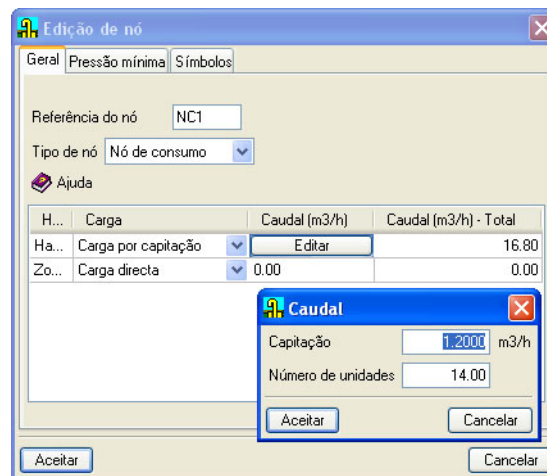 Edição de nó
Geral Pressão mínima Símbolos
Referência do nó NC1
Tipo de nó Nó de consumo
Ajuda
H... Carga Caudal (m3/h) Caudal (m3/h) - Total
Ha... Carga por capitação Editar 16.80
Zo... Carga directa 0.00 0.00
Caudal
Capitação 1.2000 m3/h
Número de unidades 14.00
Aceitar Cancelar
Aceitar Cancelar